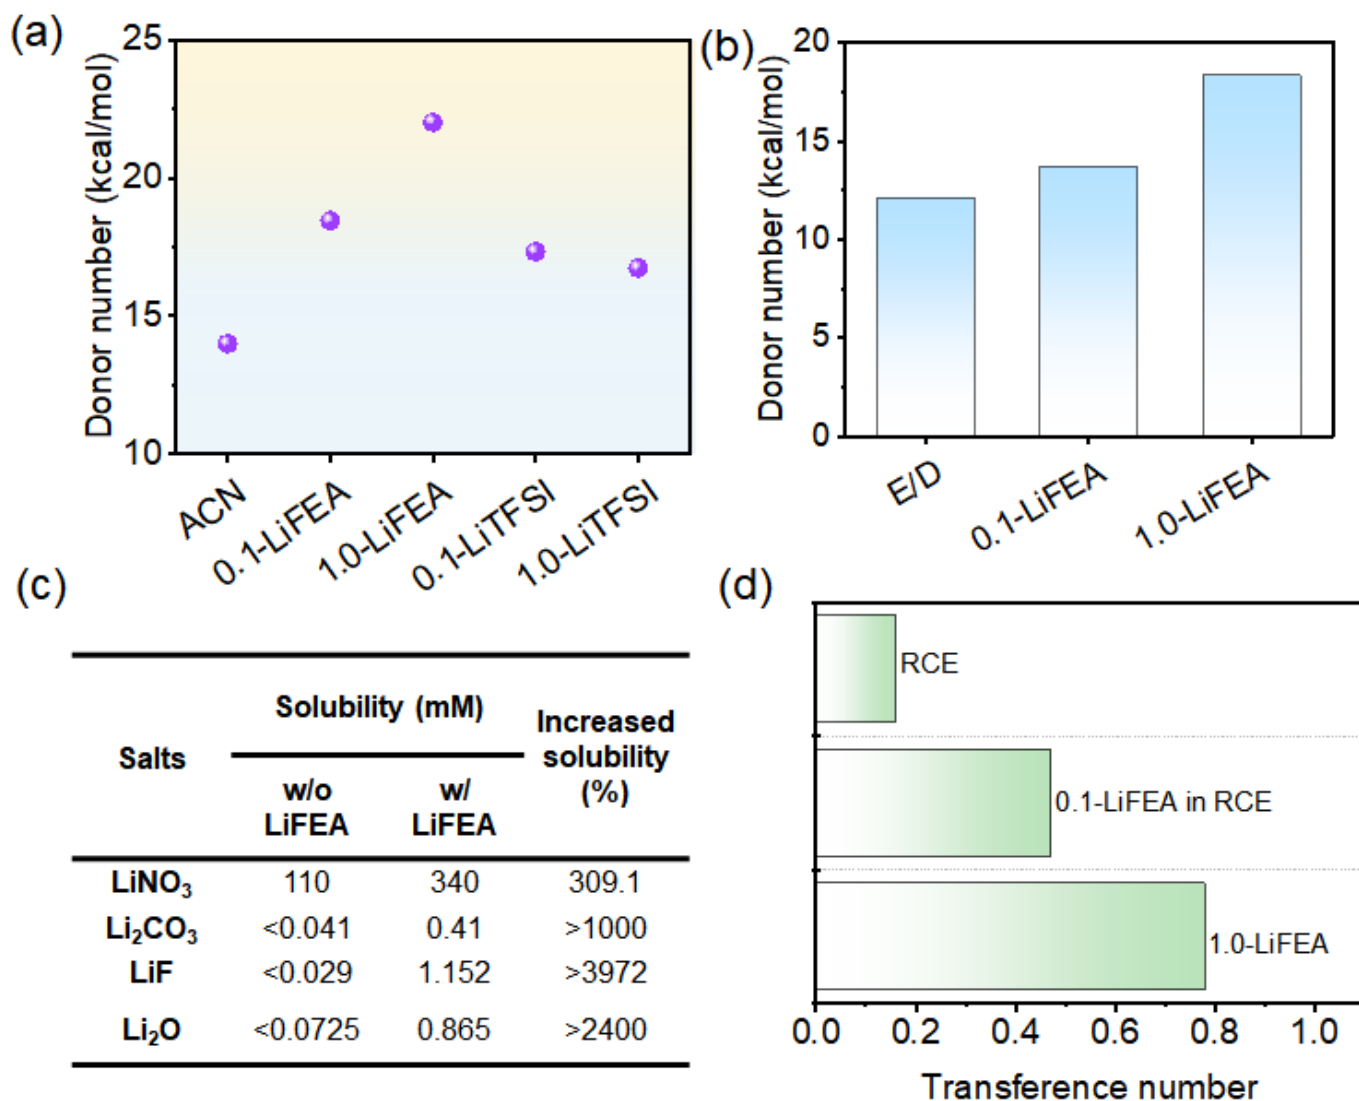 (a)
25
20
15
10
Donor number (kcal/mol)
ACN
0.1-LiFEA
1.0-LiFEA
0.1-LiTFSI
1.0-LiTFSI
(b)
20
15
10
5
0
Donor number (kcal/mol)
E/D
0.1-LiFEA
1.0-LiFEA
(c)
Salts
Solubility (mM)
w/o
LiFEA
w/
LiFEA
Increased
solubility
(%)
LiNO₃ 110 340 309.1
Li₂CO₃ <0.041 0.41 >1000
LiF <0.029 1.152 >3972
Li₂O <0.0725 0.865 >2400
(d)
RCE
0.1-LiFEA in RCE
1.0-LiFEA
0.0 0.2 0.4 0.6 0.8 1.0
Transference number